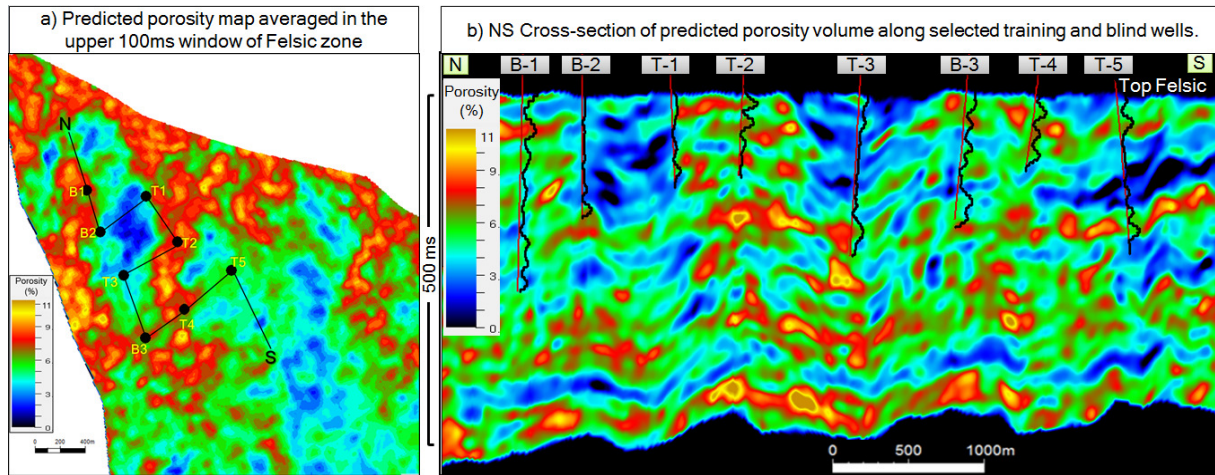 a) Predicted porosity map averaged in the
upper 100ms window of Felsic zone
N
B1
T1
B2
T2
T3
T5
T4
B3
S
Porosity
(%)
11
9
6
3
0
0 200 400m
b) NS Cross-section of predicted porosity volume along selected training and blind wells.
N B-1 B-2 T-1 T-2 T-3 B-3 T-4 T-5 S
Top Felsic
Porosity
(%)
11
9
6
3
0
500 ms
0 500 1000m